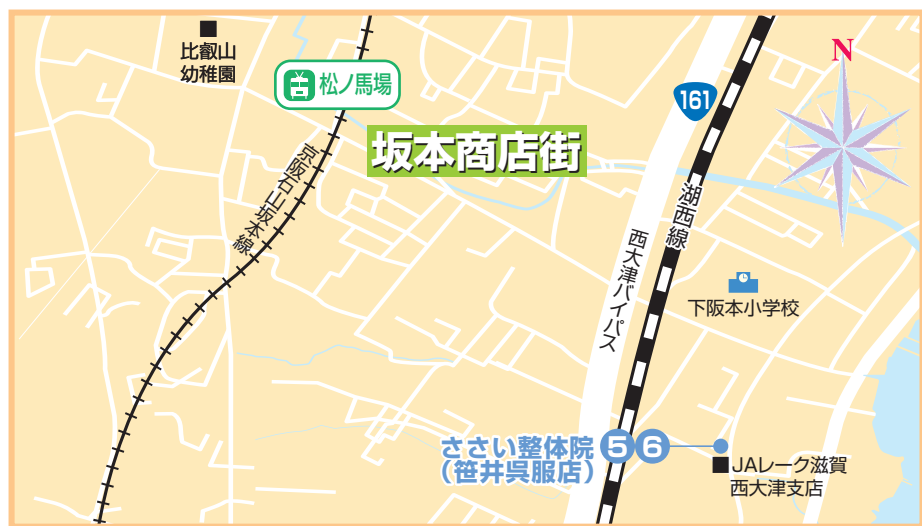 比叡山
幼稚園
松ノ馬場
坂本商店街
京阪石山坂本線
161
湖西線
西大津バイパス
N
下阪本小学校
ささい整体院
(笹井呉服店)
5 6
JAレーク滋賀
西大津支店